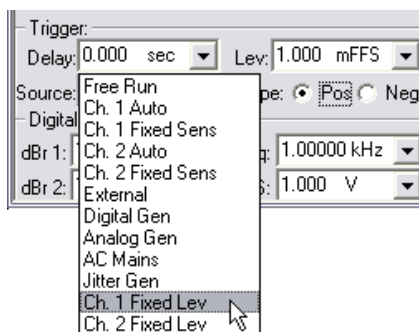 Trigger:
Delay: 0.000 sec Lev: 1.000 mFFS
Source: pe: Pos Neg
Digital
dBr 1: q: 1.00000 kHz
dBr 2: S: 1.000 V
Free Run
Ch. 1 Auto
Ch. 1 Fixed Sens
Ch. 2 Auto
Ch. 2 Fixed Sens
External
Digital Gen
Analog Gen
AC Mains
Jitter Gen
Ch. 1 Fixed Lev
Ch. 2 Fixed Lev